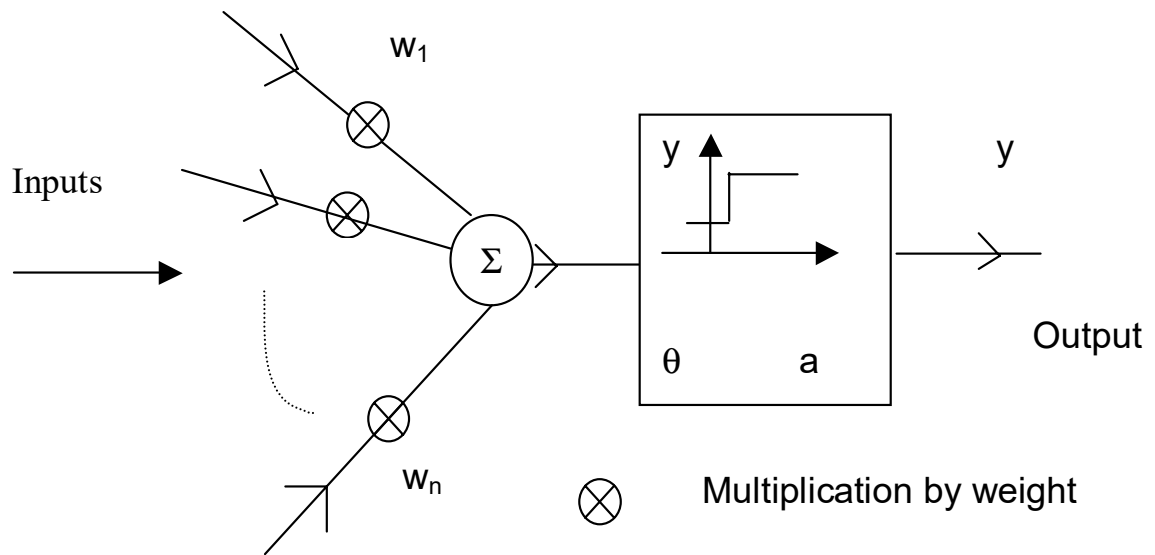 w₁
Inputs
Σ
y
θ
a
y
Output
wₙ
Multiplication by weight